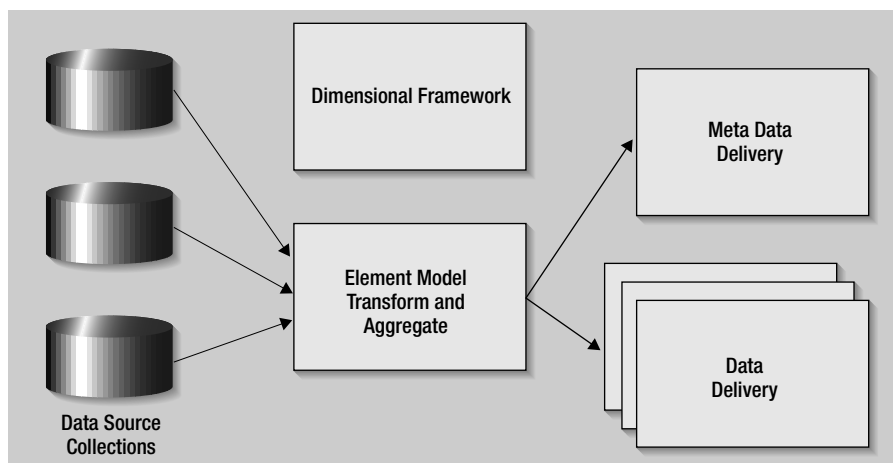 Dimensional Framework
Meta Data
Delivery
Element Model
Transform and
Aggregate
Data
Delivery
Data Source
Collections